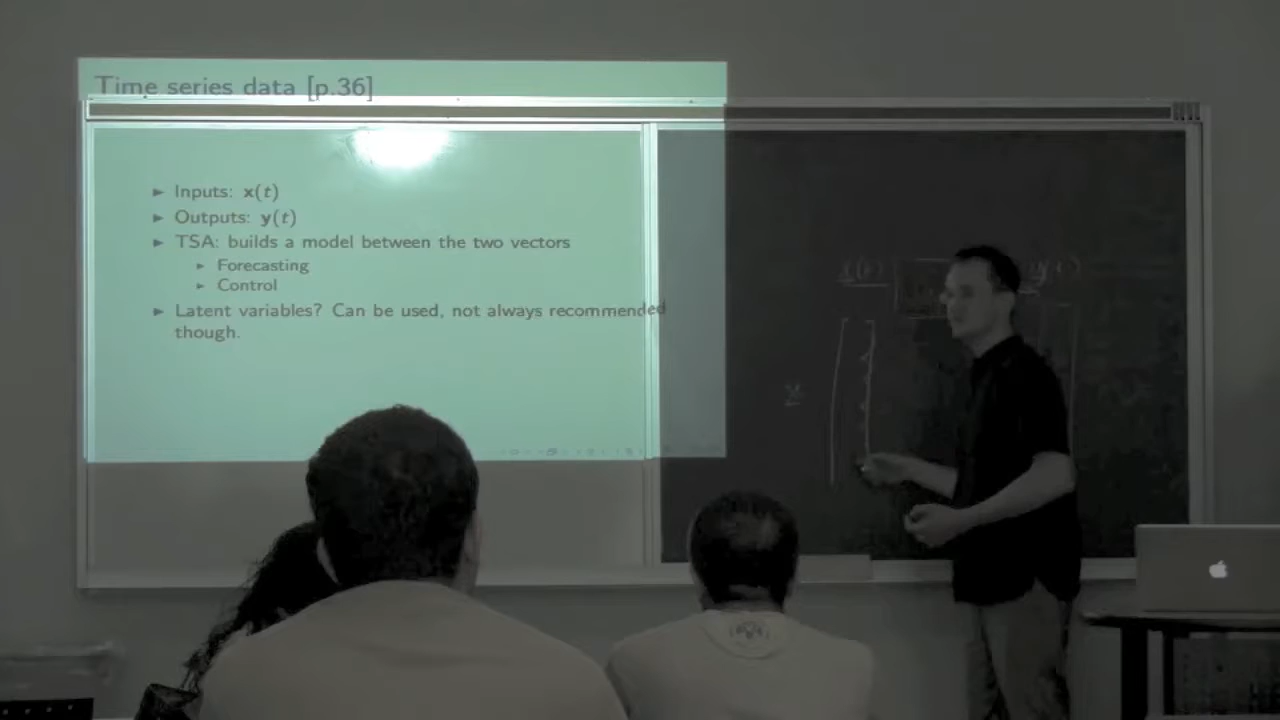 Time series data [p.36]
► Inputs: x(t)
► Outputs: y(t)
► TSA: builds a model between the two vectors
► Forecasting
► Control
► Latent variables? Can be used, not always recommended
though.